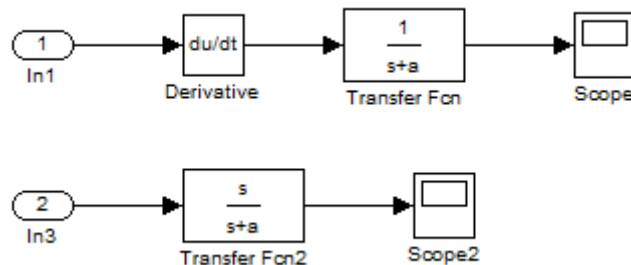 1
In1
du/dt
Derivative
1
s+a
Transfer Fcn
Scope
2
In3
s
s+a
Transfer Fcn2
Scope2